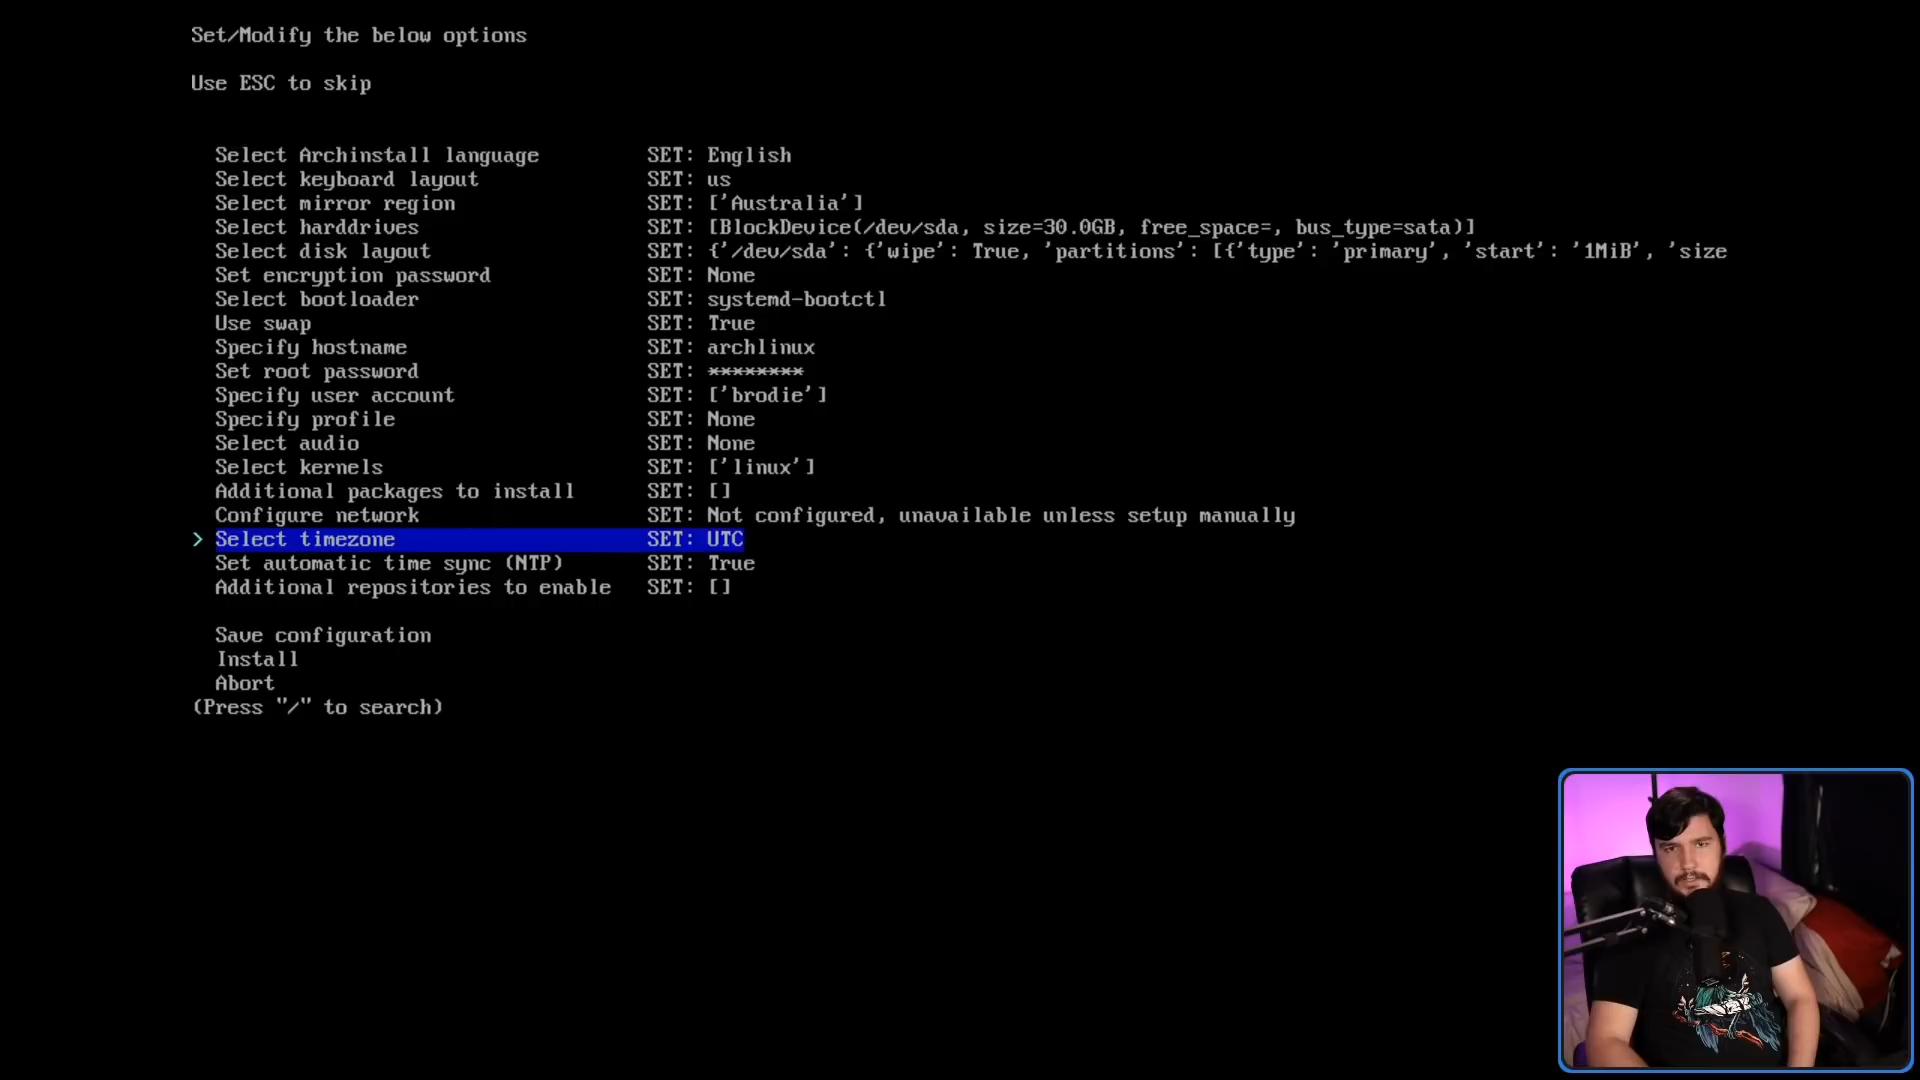 Set/Modify the below options
Use ESC to skip
Select Archinstall language SET: English
Select keyboard layout SET: us
Select mirror region SET: ['Australia']
Select harddrives SET: [BlockDevice(/dev/sda, size=30.0GB, free_space=, bus_type=sata)]
Select disk layout SET: {'/dev/sda': {'wipe': True, 'partitions': [{'type': 'primary', 'start': '1MiB', 'size
Set encryption password SET: None
Select bootloader SET: systemd-bootctl
Use swap SET: True
Specify hostname SET: archlinux
Set root password SET: ********
Specify user account SET: ['brodie']
Specify profile SET: None
Select audio SET: None
Select kernels SET: ['linux']
Additional packages to install SET: []
Configure network SET: Not configured, unavailable unless setup manually
> Select timezone SET: UTC
Set automatic time sync (NTP) SET: True
Additional repositories to enable SET: []
Save configuration
Install
Abort
(Press "/" to search)